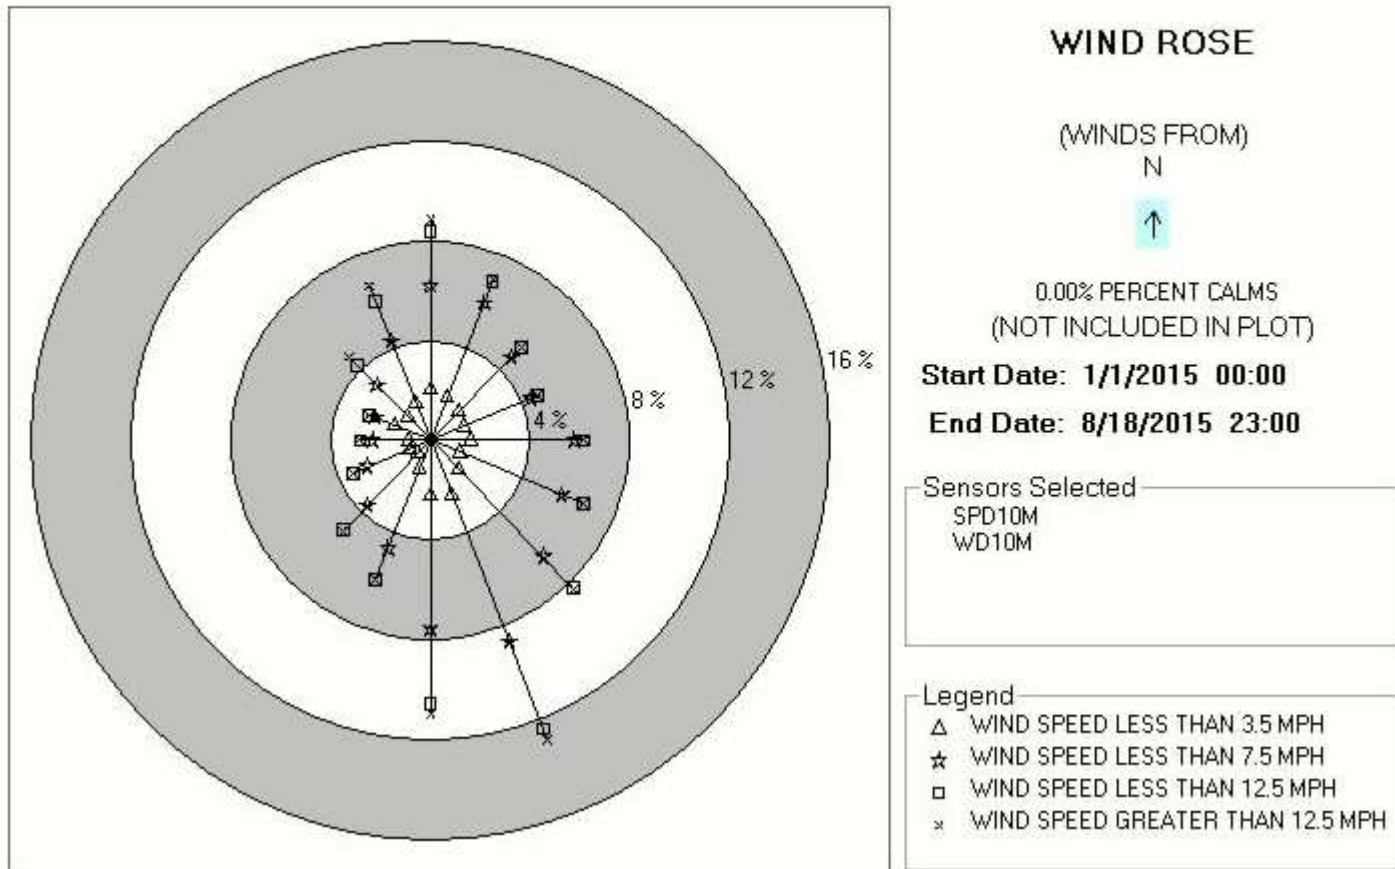 WIND ROSE
(WINDS FROM)
N
0.00% PERCENT CALMS
(NOT INCLUDED IN PLOT)
Start Date: 1/1/2015 00:00
End Date: 8/18/2015 23:00
Sensors Selected
SPD10M
WD10M
Legend
WIND SPEED LESS THAN 3.5 MPH
WIND SPEED LESS THAN 7.5 MPH
WIND SPEED LESS THAN 12.5 MPH
WIND SPEED GREATER THAN 12.5 MPH
4 %
8 %
12 %
16 %